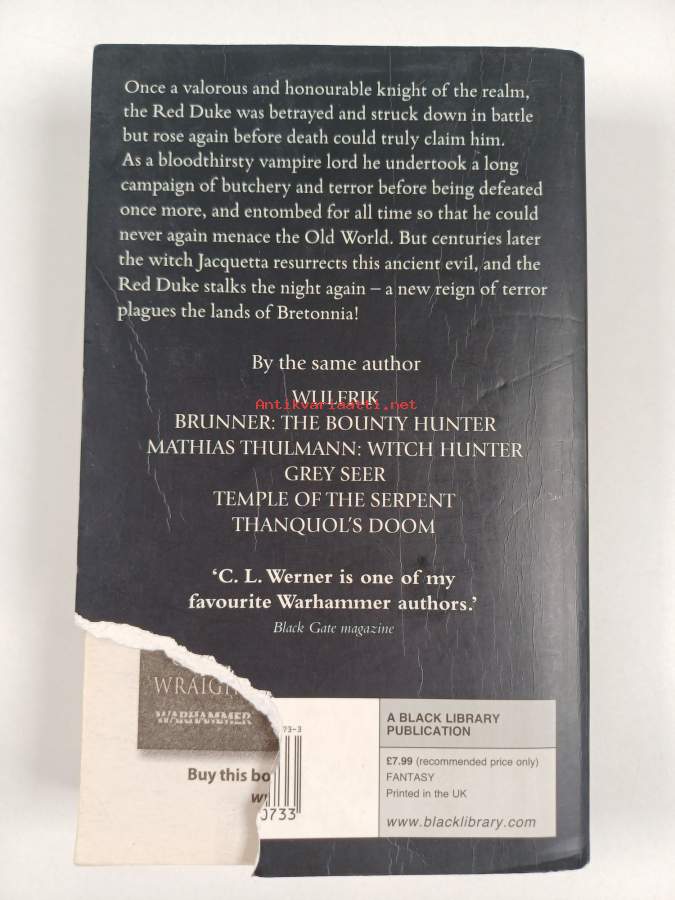 Once a valorous and honourable knight of the realm,
the Red Duke was betrayed and struck down in battle
but rose again before death could truly claim him.
As a bloodthirsty vampire lord he undertook a long
campaign of butchery and terror before being defeated
once more, and entombed for all time so that he could
never again menace the Old World. But centuries later
the witch Jacquetta resurrects this ancient evil, and the
Red Duke stalks the night again – a new reign of terror
plagues the lands of Bretonnia!
By the same author
WULFRIK
Antikvariaatti.net
BRUNNER: THE BOUNTY HUNTER
MATHIAS THULMANN: WITCH HUNTER
GREY SEER
TEMPLE OF THE SERPENT
THANQUOL'S DOOM
‘C. L. Werner is one of my
favourite Warhammer authors.’
Black Gate magazine
WRAIGH
WARHAMMER
Buy this bo
73-3
0733
A BLACK LIBRARY
PUBLICATION
£7.99 (recommended price only)
FANTASY
Printed in the UK
www.blacklibrary.com